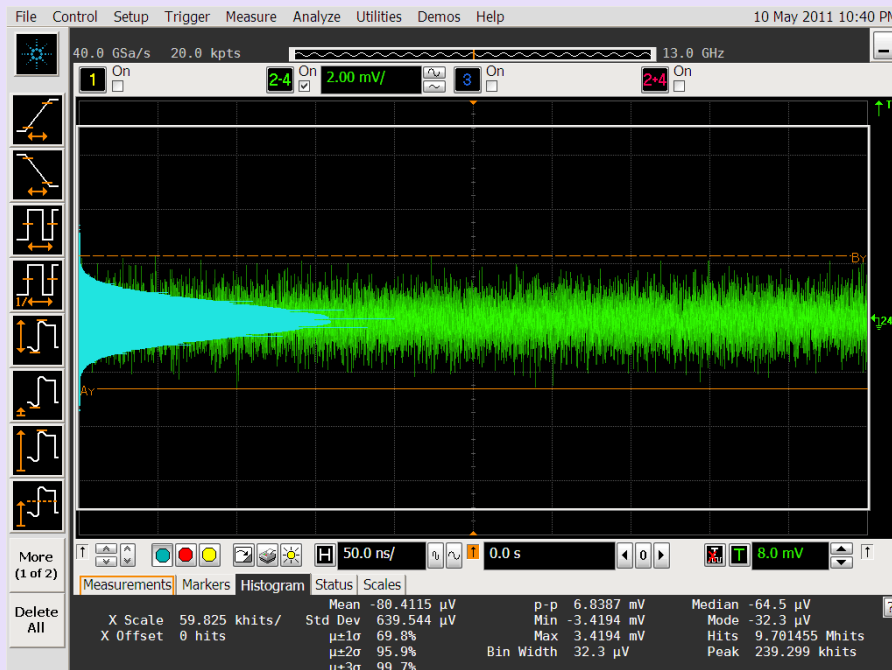 File Control Setup Trigger Measure Analyze Utilities Demos Help 10 May 2011 10:40 PM
40.0 GSa/s 20.0 kpts 13.0 GHz
1 On 2-4 On 2.00 mV/ 3 On 2+4 On
T
By
24
Ay
1/
More
(1 of 2)
Delete
All
H 50.0 ns/ 0.0 s 0 T 8.0 mV
Measurements Markers Histogram Status Scales
Mean -80.4115 µV p-p 6.8387 mV Median -64.5 µV
X Scale 59.825 khits/ Std Dev 639.544 µV Min -3.4194 mV Mode -32.3 µV
X Offset 0 hits µ±1σ 69.8% Max 3.4194 mV Hits 9.701455 Mhits
µ±2σ 95.9% Bin Width 32.3 µV Peak 239.299 khits
µ±3σ 99.7%